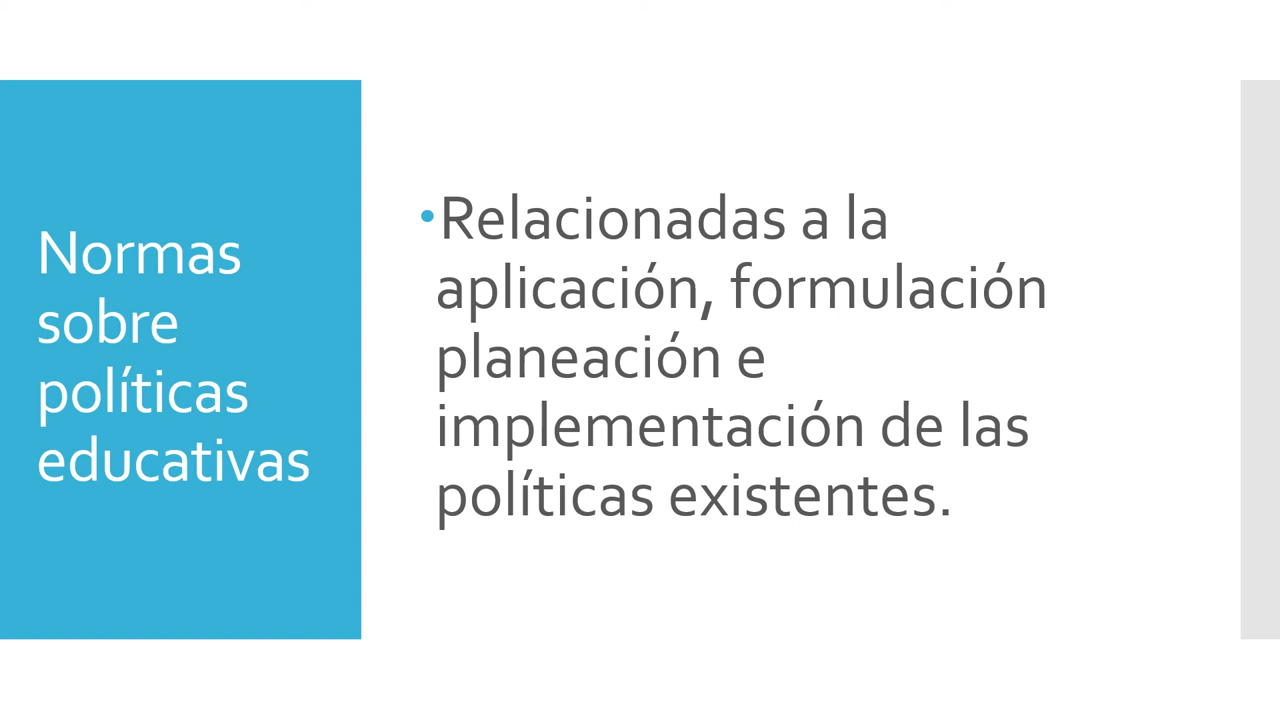 Normas
sobre
políticas
educativas
•Relacionadas a la
aplicación, formulación
planeación e
implementación de las
políticas existentes.